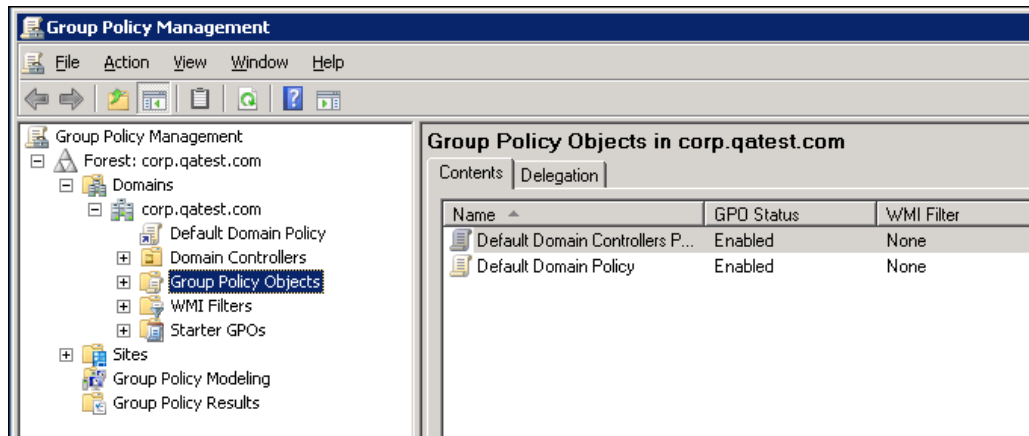 Group Policy Management
File Action View Window Help
Group Policy Management
Forest: corp.qatest.com
Domains
corp.qatest.com
Default Domain Policy
Domain Controllers
Group Policy Objects
WMI Filters
Starter GPOs
Sites
Group Policy Modeling
Group Policy Results
Group Policy Objects in corp.qatest.com
Contents Delegation
Name GPO Status WMI Filter
Default Domain Controllers P... Enabled None
Default Domain Policy Enabled None